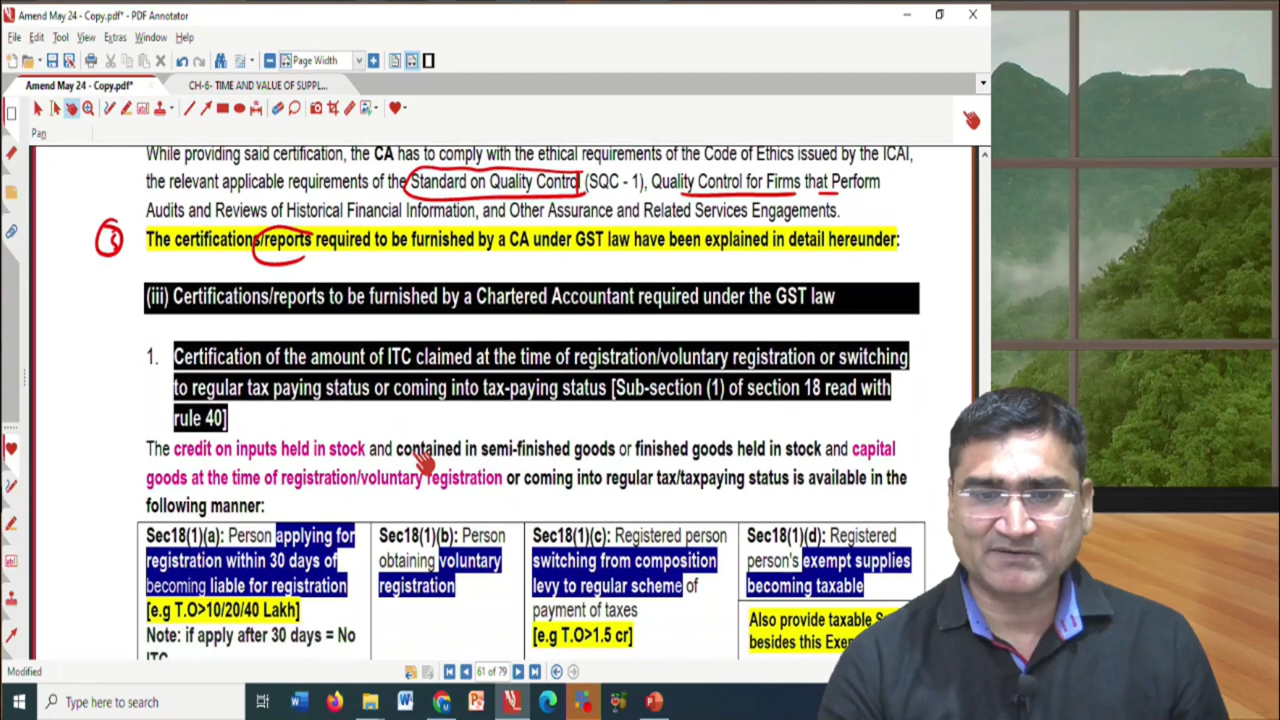 Amend May 24 - Copy.pdf* - PDF Annotator
File Edit Tool View Extras Window Help
Page Width
Amend May 24 - Copy.pdf*
CH-6- TIME AND VALUE OF SUPPL...
Pan
While providing said certification, the CA has to comply with the ethical requirements of the Code of Ethics issued by the ICAI,
the relevant applicable requirements of the Standard on Quality Control (SQC - 1), Quality Control for Firms that Perform
Audits and Reviews of Historical Financial Information, and Other Assurance and Related Services Engagements.
3 The certifications/reports required to be furnished by a CA under GST law have been explained in detail hereunder:
(iii) Certifications/reports to be furnished by a Chartered Accountant required under the GST law
1. Certification of the amount of ITC claimed at the time of registration/voluntary registration or switching
to regular tax paying status or coming into tax-paying status [Sub-section (1) of section 18 read with
rule 40]
The credit on inputs held in stock and contained in semi-finished goods or finished goods held in stock and capital
goods at the time of registration/voluntary registration or coming into regular tax/taxpaying status is available in the
following manner:
Sec18(1)(a): Person applying for
registration within 30 days of
becoming liable for registration
[e.g T.O>10/20/40 Lakh]
Note: if apply after 30 days = No
ITC
Sec18(1)(b): Person
obtaining voluntary
registration
Sec18(1)(c): Registered person
switching from composition
levy to regular scheme of
payment of taxes
[e.g T.O>1.5 cr]
Sec18(1)(d): Registered
person's exempt supplies
becoming taxable
Also provide taxable
besides this
Modified
61 of 79
Type here to search